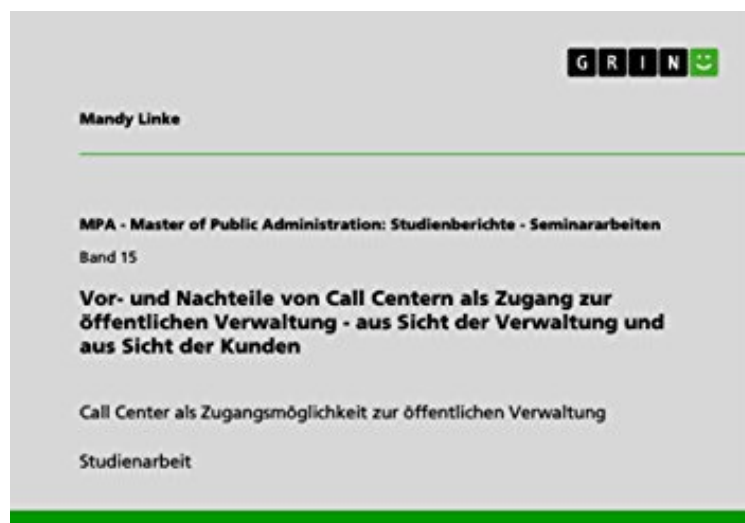 GRIN
Mandy Linke
MPA - Master of Public Administration: Studienberichte - Seminararbeiten
Band 15
Vor- und Nachteile von Call Centern als Zugang zur
öffentlichen Verwaltung - aus Sicht der Verwaltung und
aus Sicht der Kunden
Call Center als Zugangsmöglichkeit zur öffentlichen Verwaltung
Studienarbeit